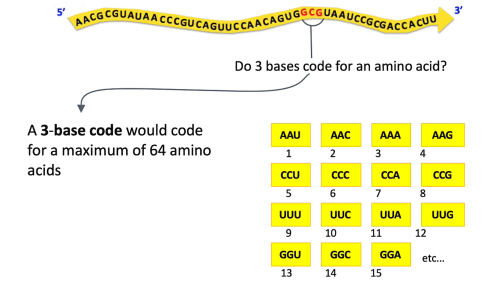 5’ AACGCGUAUAACCCGUCAGUUCCAACAGUGGCGUAAUCCGCGACCACUU 3’
Do 3 bases code for an amino acid?
A 3-base code would code
for a maximum of 64 amino
acids
AAU AAC AAA AAG
1 2 3 4
CCU CCC CCA CCG
5 6 7 8
UUU UUC UUA UUG
9 10 11 12
GGU GGC GGA etc...
13 14 15